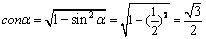 conα = √(1 − sin²α) = √(1 − (1/2)²) = √3/2